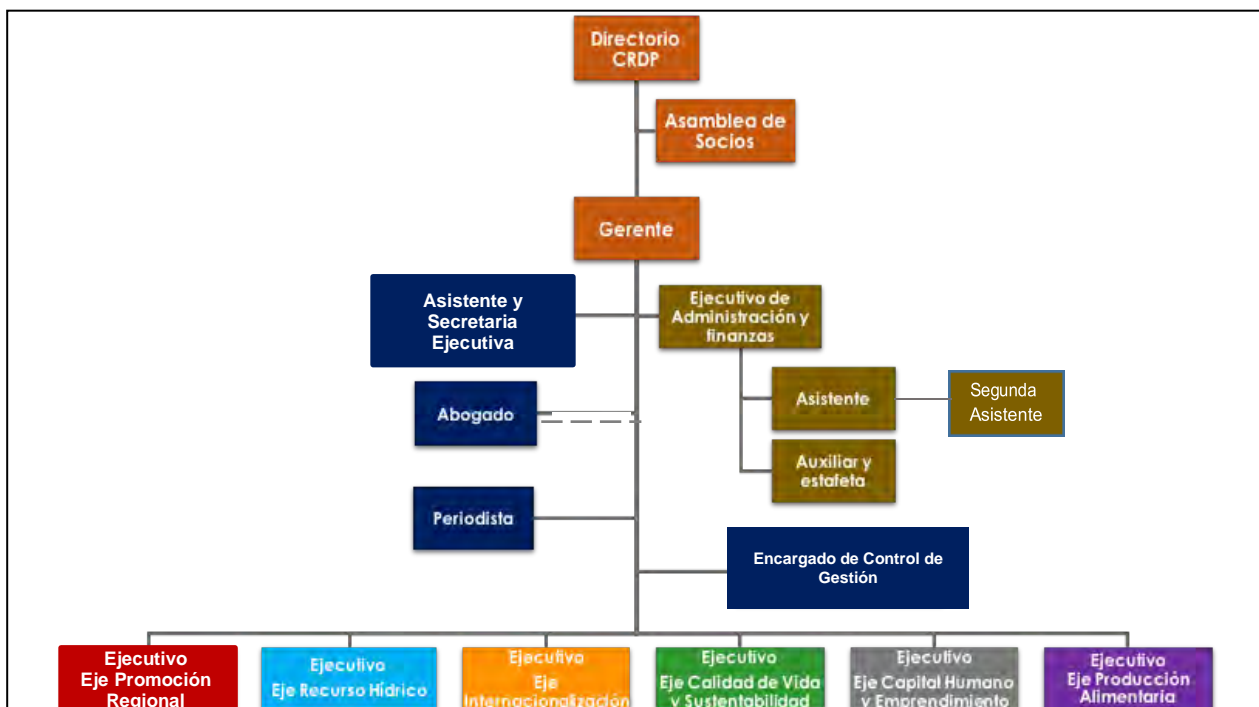 Directorio
CRDP
Asamblea de
Socios
Gerente
Asistente y
Secretaria
Ejecutiva
Ejecutivo de
Administración y
finanzas
Abogado
Asistente
Segunda
Asistente
Auxiliar y
estafeta
Periodista
Encargado de Control de
Gestión
Ejecutivo
Eje Promoción
Regional
Ejecutivo
Eje Recurso Hídrico
Ejecutivo
Eje
Internacionalización
Ejecutivo
Eje Calidad de Vida
y Sustentabilidad
Ejecutivo
Eje Capital Humano
y Emprendimiento
Ejecutivo
Eje Producción
Alimentaria